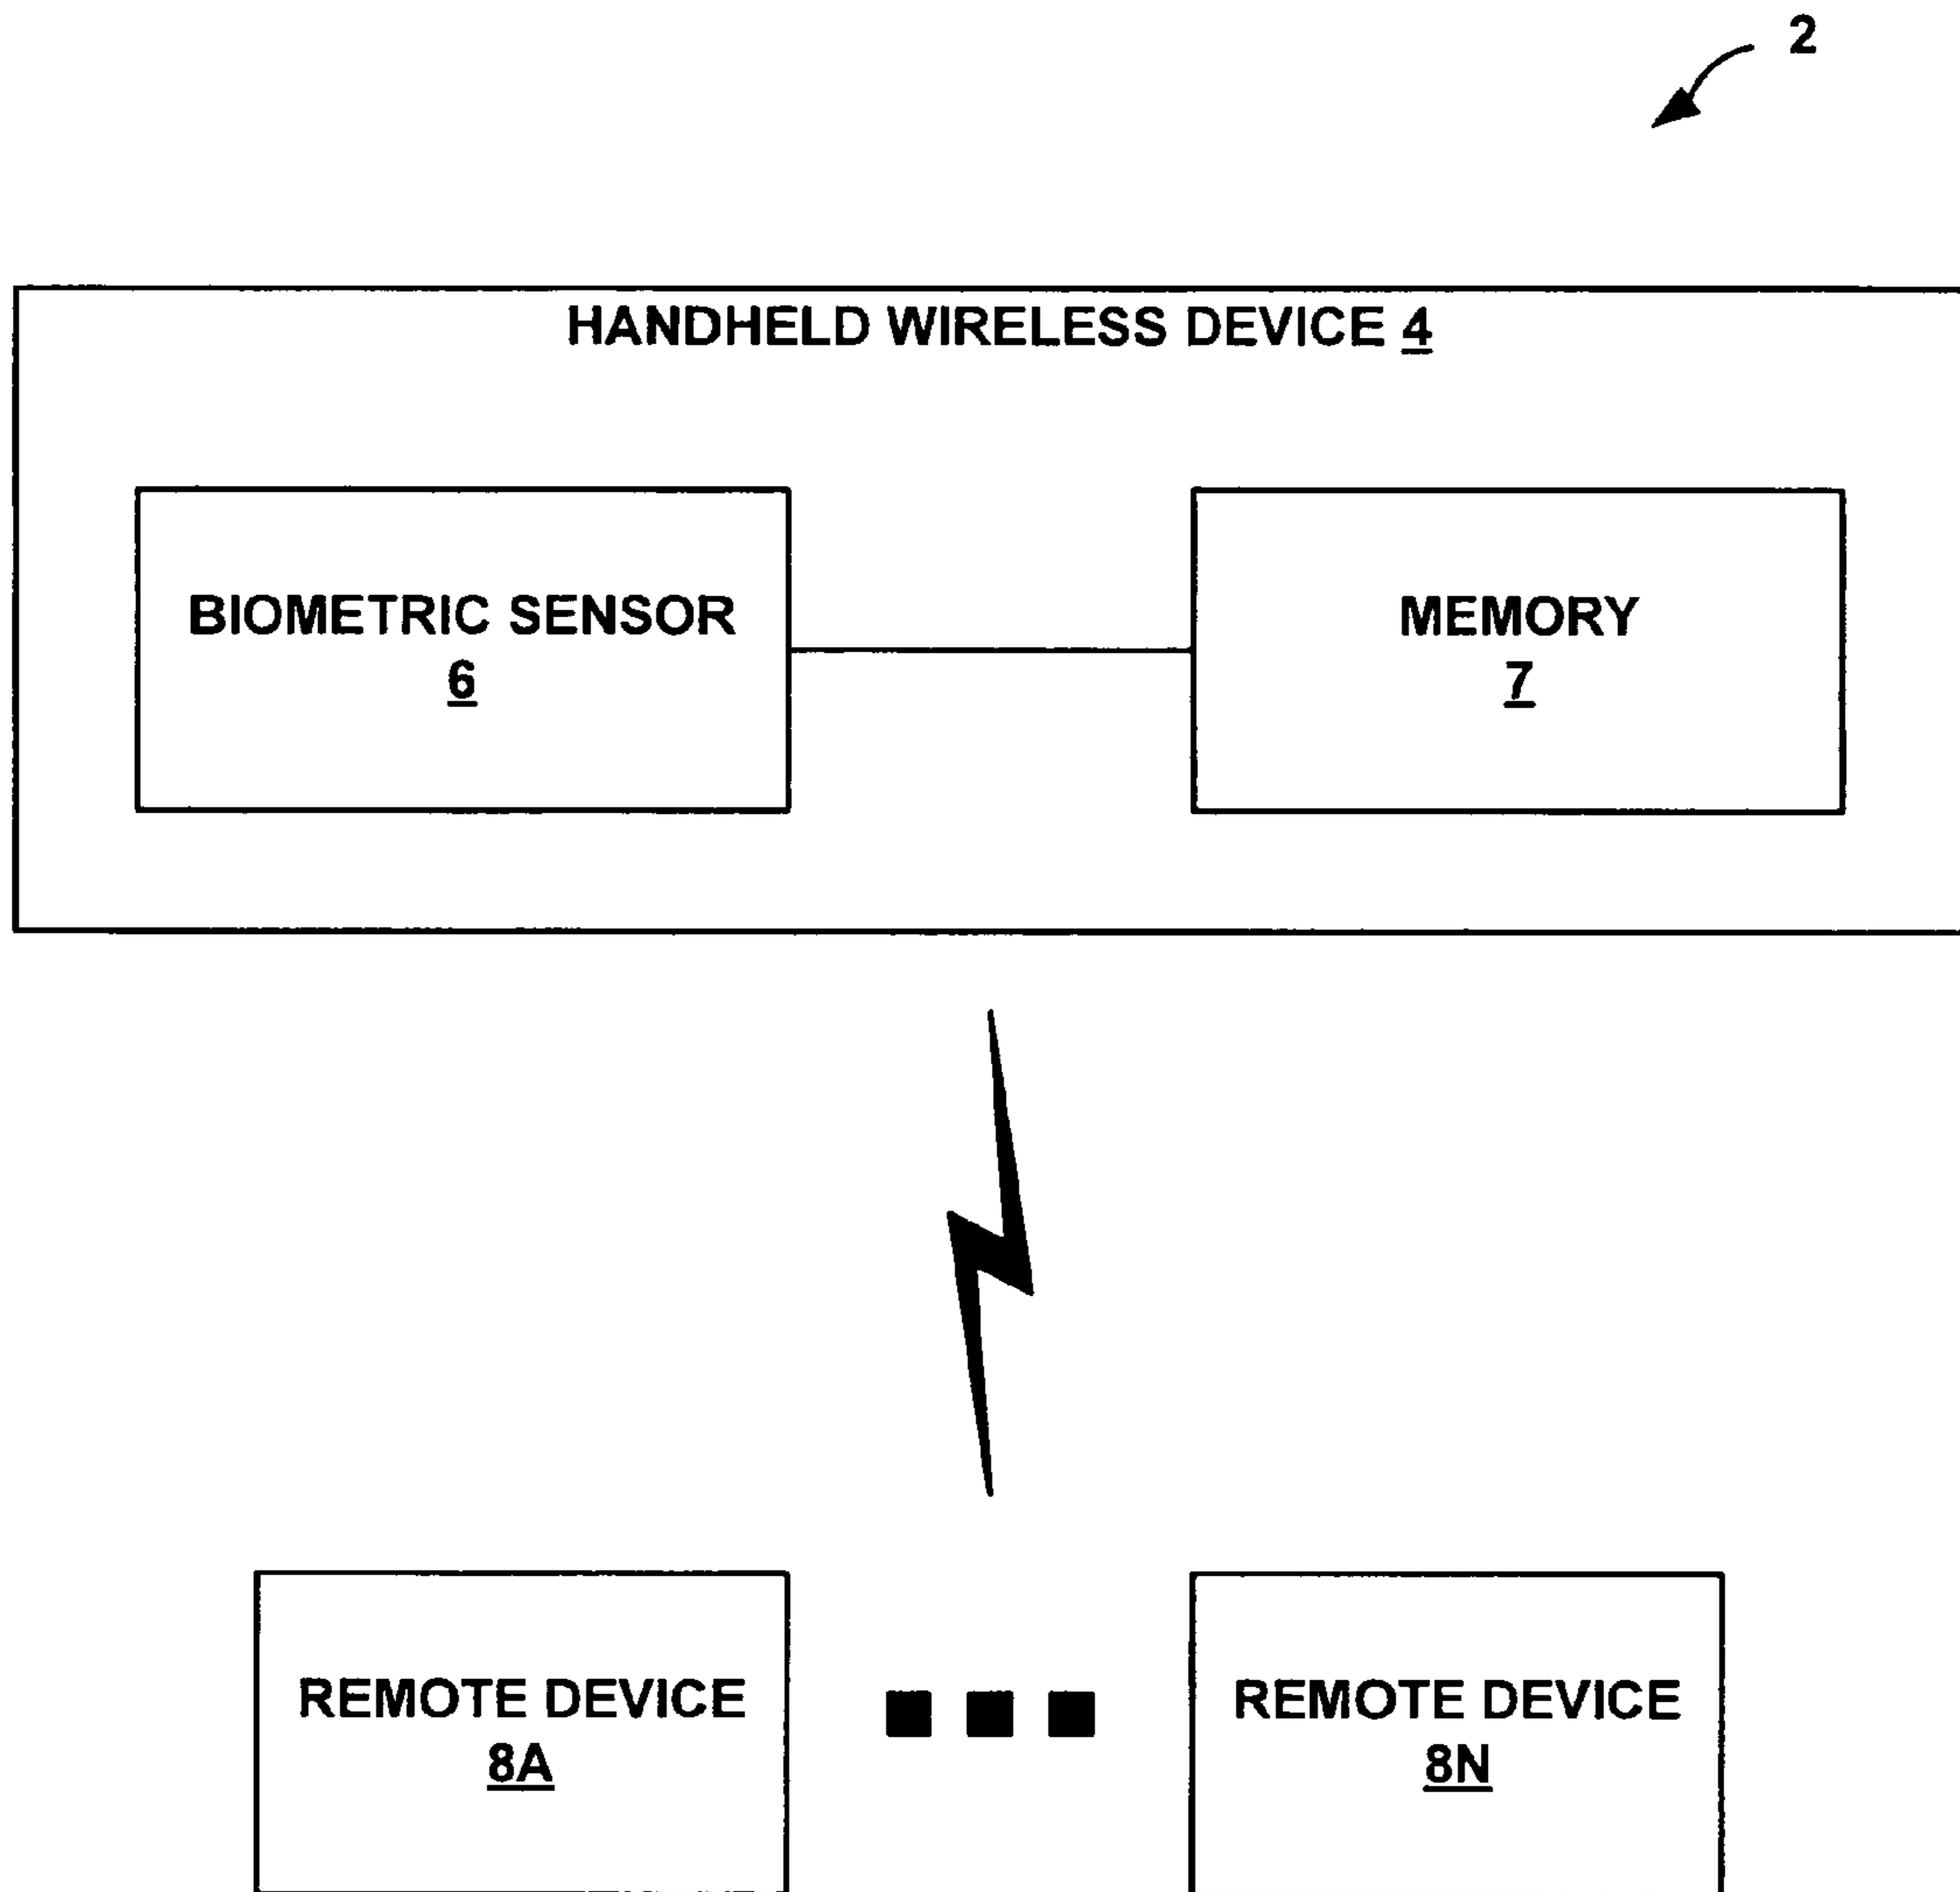 2
HANDHELD WIRELESS DEVICE 4
BIOMETRIC SENSOR
6
MEMORY
7
REMOTE DEVICE
8A
REMOTE DEVICE
8N